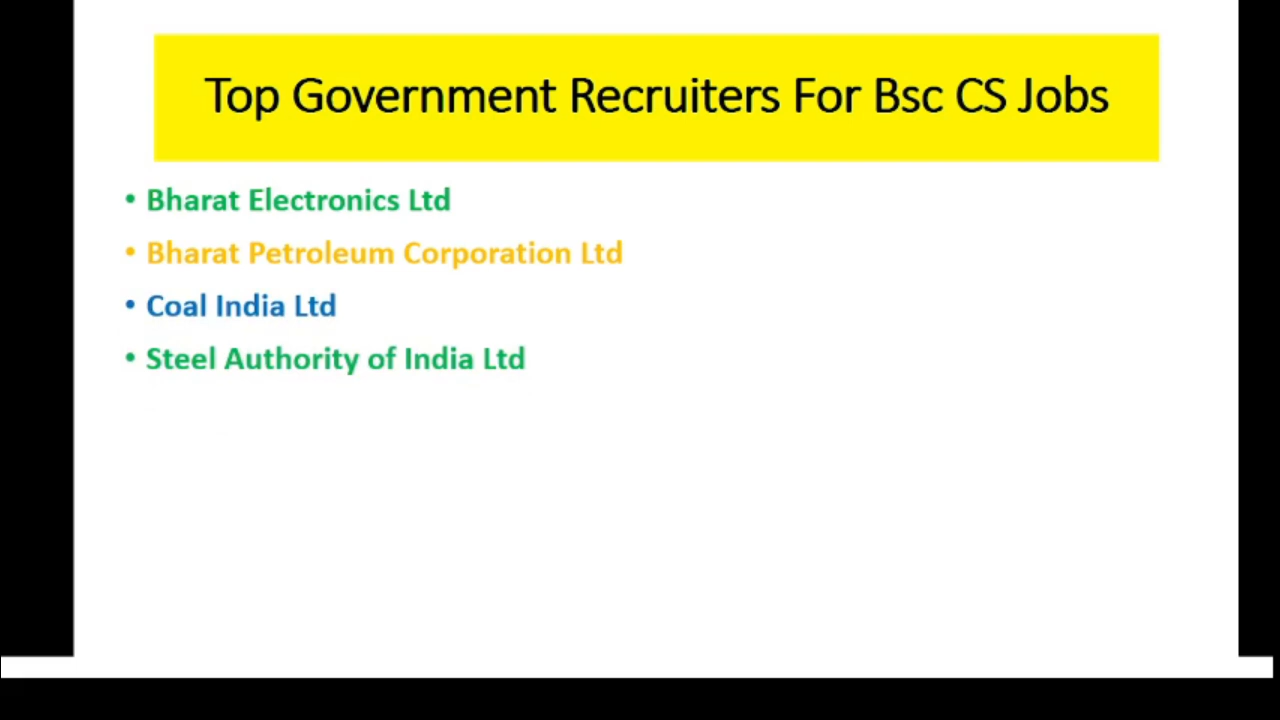 Top Government Recruiters For Bsc CS Jobs
• Bharat Electronics Ltd
• Bharat Petroleum Corporation Ltd
• Coal India Ltd
• Steel Authority of India Ltd